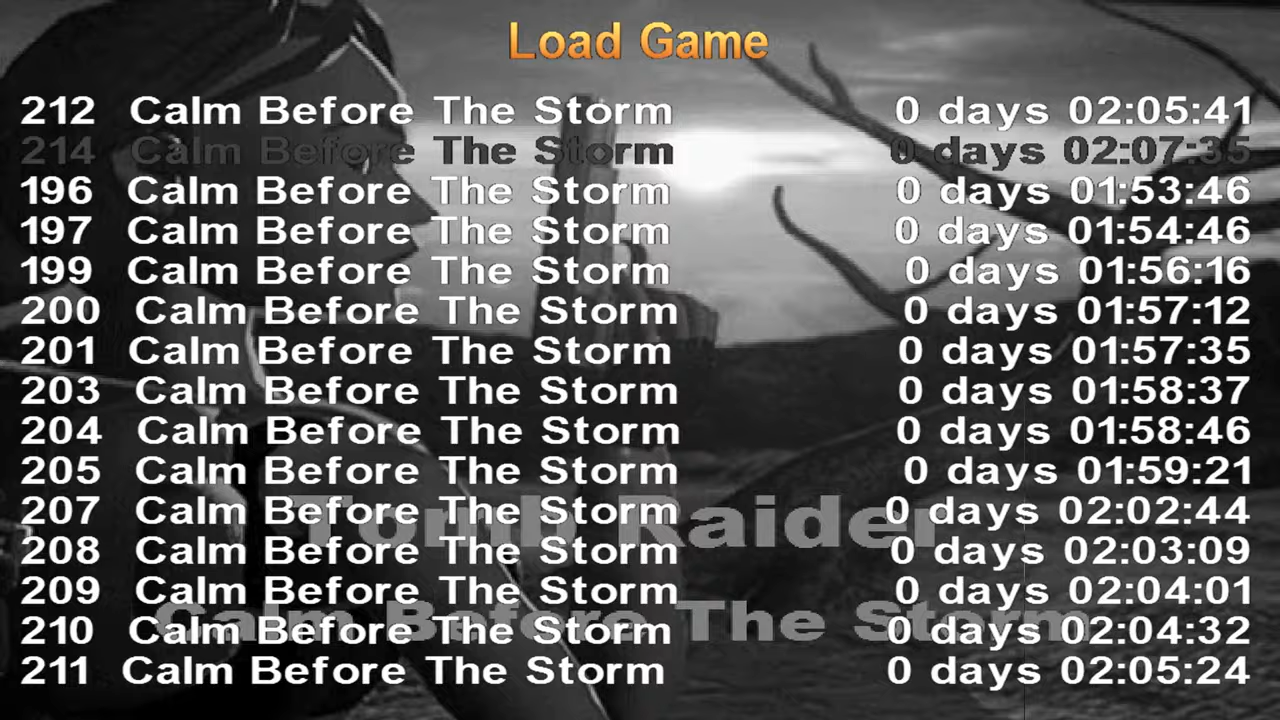 Load Game
212 Calm Before The Storm 0 days 02:05:41
214 Calm Before The Storm 0 days 02:07:35
196 Calm Before The Storm 0 days 01:53:46
197 Calm Before The Storm 0 days 01:54:46
199 Calm Before The Storm 0 days 01:56:16
200 Calm Before The Storm 0 days 01:57:12
201 Calm Before The Storm 0 days 01:57:35
203 Calm Before The Storm 0 days 01:58:37
204 Calm Before The Storm 0 days 01:58:46
205 Calm Before The Storm 0 days 01:59:21
207 Calm Before The Storm 0 days 02:02:44
Tomb Raider
208 Calm Before The Storm 0 days 02:03:09
209 Calm Before The Storm 0 days 02:04:01
Calm Before The Storm
210 Calm Before The Storm 0 days 02:04:32
211 Calm Before The Storm 0 days 02:05:24